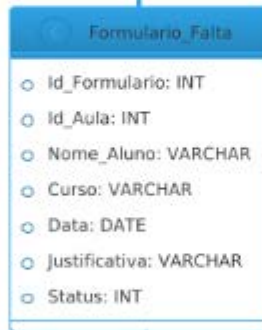 Formulario_Falta
Id_Formulario: INT
Id_Aula: INT
Nome_Aluno: VARCHAR
Curso: VARCHAR
Data: DATE
Justificativa: VARCHAR
Status: INT